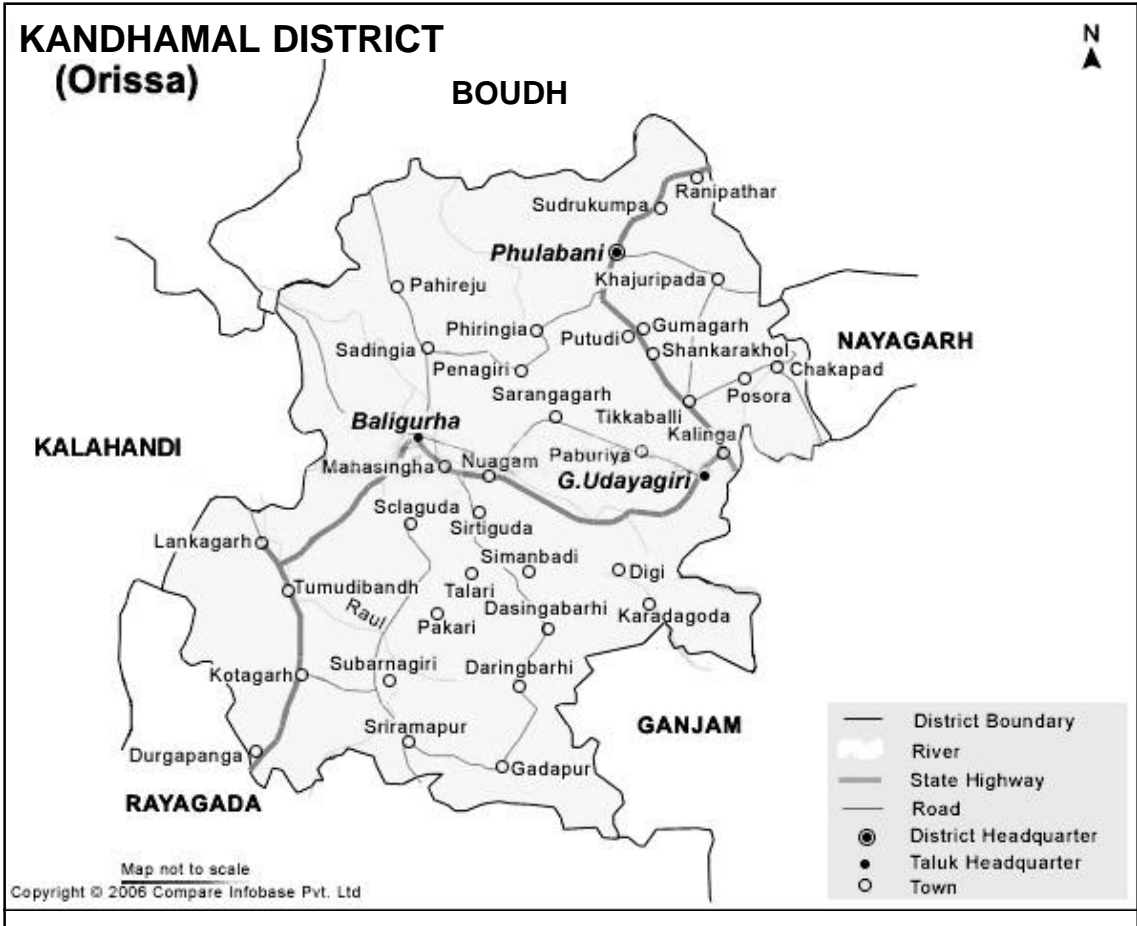 KANDHAMAL DISTRICT
(Orissa)
N
BOUDH
Ranipathar
Sudrukumpa
Phulabani
Khajuripada
Pahireju
Phiringia
Gumagarh
Putudi
NAYAGARH
Sadingia
Shankarakhol
Penagiri
Chakapad
Posora
Sarangagarh
Tikkaballi
Baligurha
Kalinga
KALAHANDI
Paburiya
Mahasingha
Nuagam
G.Udayagiri
Sclaguda
Sirtiguda
Lankagarh
Simanbadi
Digi
Tumudibandh
Talari
Raul
Dasingabarhi
Karadagoda
Pakari
Subarnagiri
Daringbarhi
Kotagarh
GANJAM
Sriramapur
Durgapanga
Gadapur
RAYAGADA
District Boundary
River
State Highway
Road
District Headquarter
Taluk Headquarter
Town
Map not to scale
Copyright © 2006 Compare Infobase Pvt. Ltd